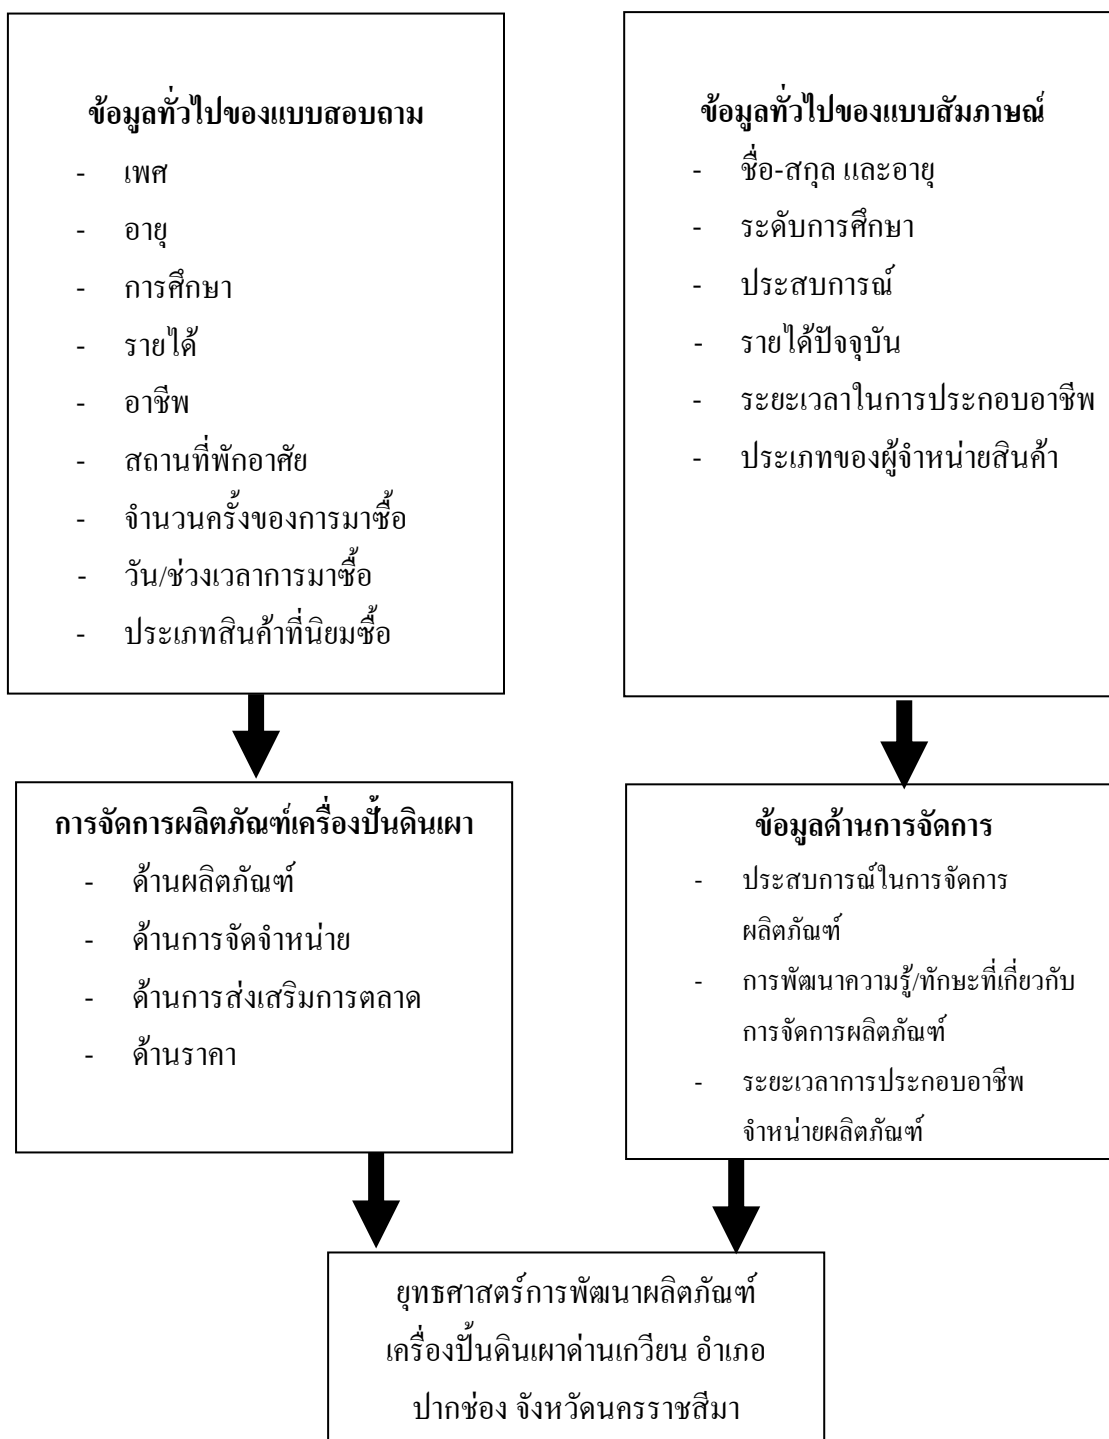 ข้อมูลทั่วไปของแบบสอบถาม
- เพศ
- อายุ
- การศึกษา
- รายได้
- อาชีพ
- สถานที่พักอาศัย
- จำนวนครั้งของการมาซื้อ
- วัน/ช่วงเวลาการมาซื้อ
- ประเภทสินค้าที่นิยมซื้อ
ข้อมูลทั่วไปของแบบสัมภาษณ์
- ชื่อ-สกุล และอายุ
- ระดับการศึกษา
- ประสบการณ์
- รายได้ปัจจุบัน
- ระยะเวลาในการประกอบอาชีพ
- ประเภทของผู้จำหน่ายสินค้า
การจัดการผลิตภัณฑ์เครื่องปั้นดินเผา
- ด้านผลิตภัณฑ์
- ด้านการจัดจำหน่าย
- ด้านการส่งเสริมการตลาด
- ด้านราคา
ข้อมูลด้านการจัดการ
- ประสบการณ์ในการจัดการ
ผลิตภัณฑ์
- การพัฒนาความรู้/ทักษะที่เกี่ยวกับ
การจัดการผลิตภัณฑ์
- ระยะเวลาการประกอบอาชีพ
จำหน่ายผลิตภัณฑ์
ยุทธศาสตร์การพัฒนาผลิตภัณฑ์
เครื่องปั้นดินเผาด่านเกวียน อำเภอ
ปากช่อง จังหวัดนครราชสีมา